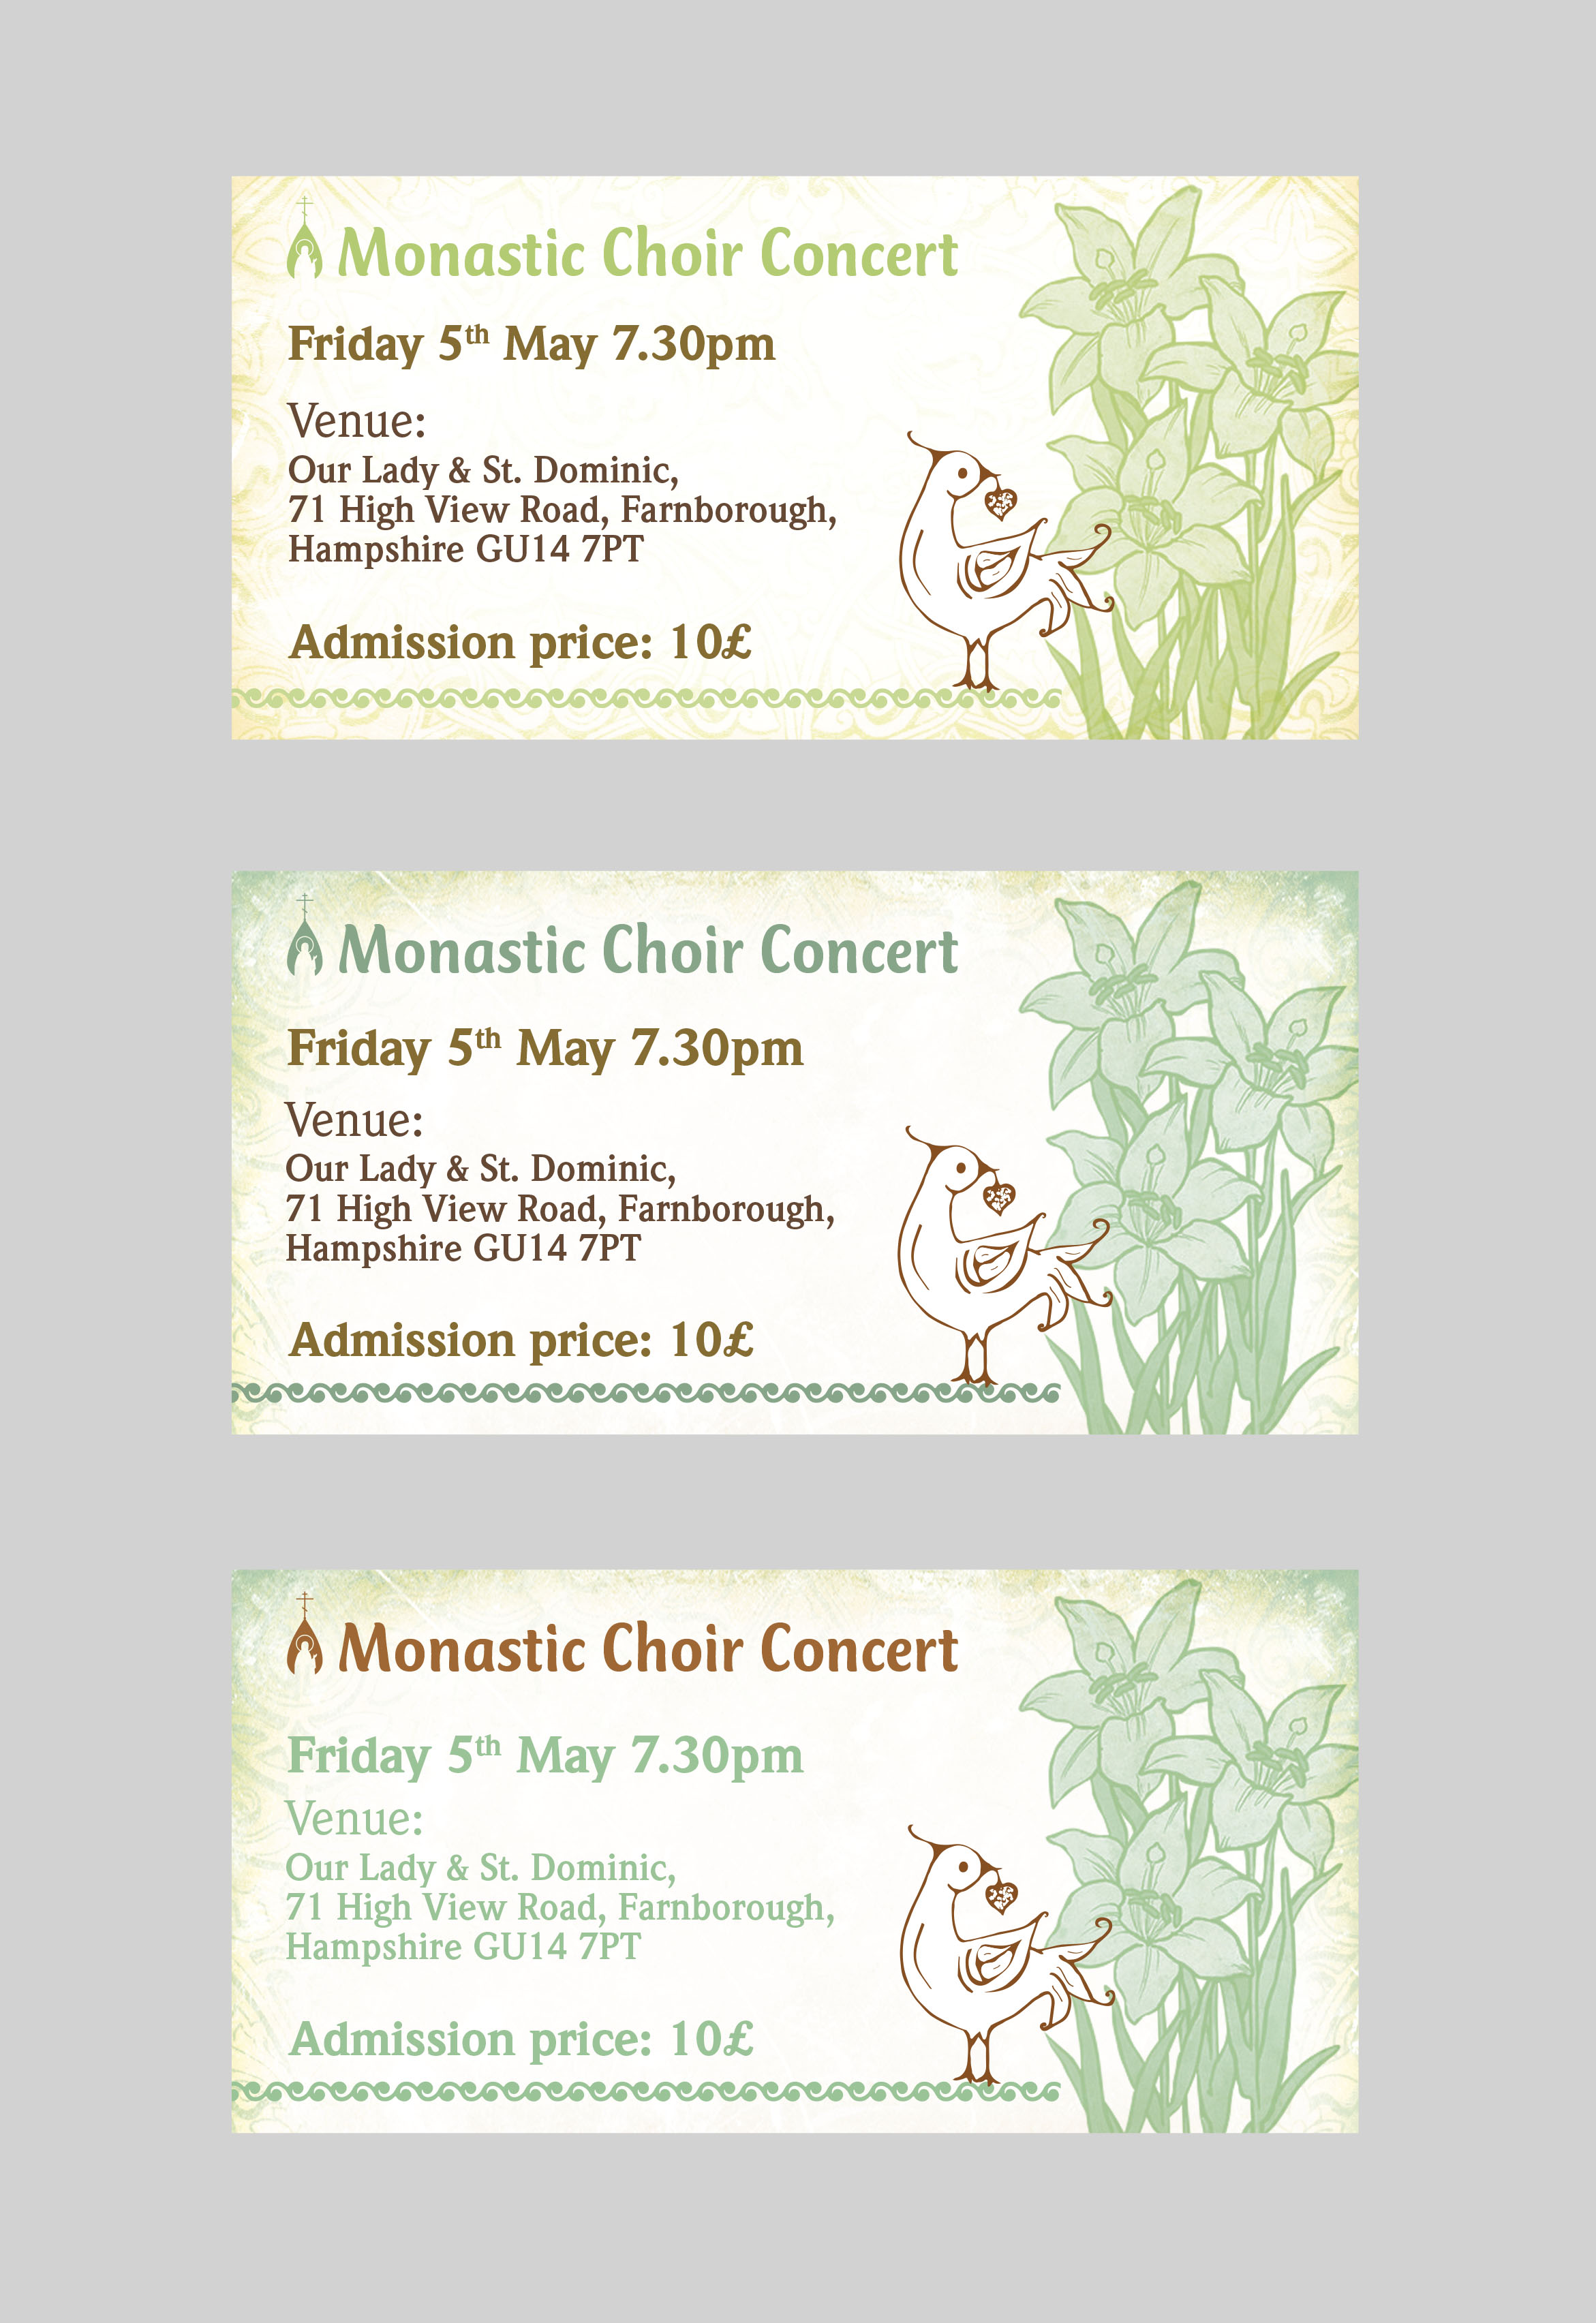 Monastic Choir Concert
Friday 5th May 7.30pm
Venue:
Our Lady & St. Dominic,
71 High View Road, Farnborough,
Hampshire GU14 7PT
Admission price: 10£
Monastic Choir Concert
Friday 5th May 7.30pm
Venue:
Our Lady & St. Dominic,
71 High View Road, Farnborough,
Hampshire GU14 7PT
Admission price: 10£
Monastic Choir Concert
Friday 5th May 7.30pm
Venue:
Our Lady & St. Dominic,
71 High View Road, Farnborough,
Hampshire GU14 7PT
Admission price: 10£